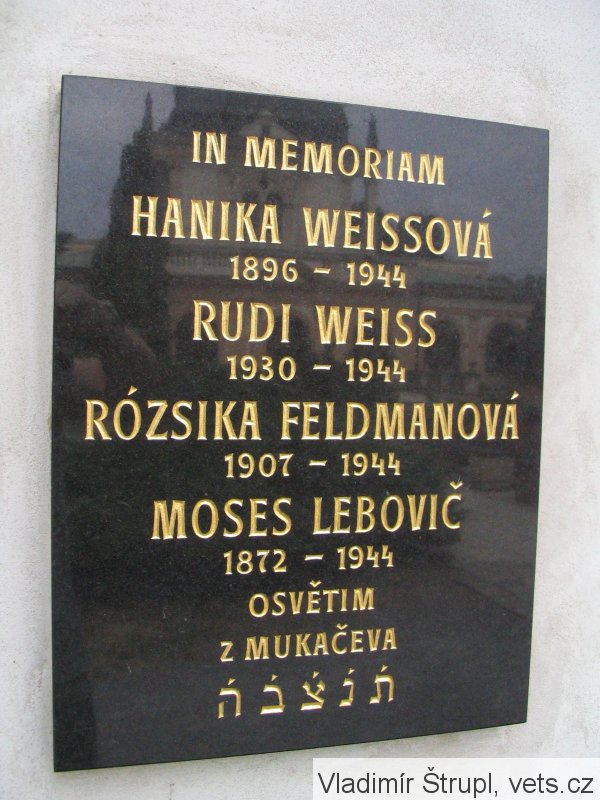 IN MEMORIAM
HANIKA WEISSOVÁ
1896 – 1944
RUDI WEISS
1930 – 1944
RÓZSIKA FELDMANOVÁ
1907 – 1944
MOSES LEBOVIČ
1872 – 1944
OSVĚTIM
Z MUKAČEVA
ת̇ נ̇ צ̇ ב̇ ה̇
Vladimír Štrupl, vets.cz